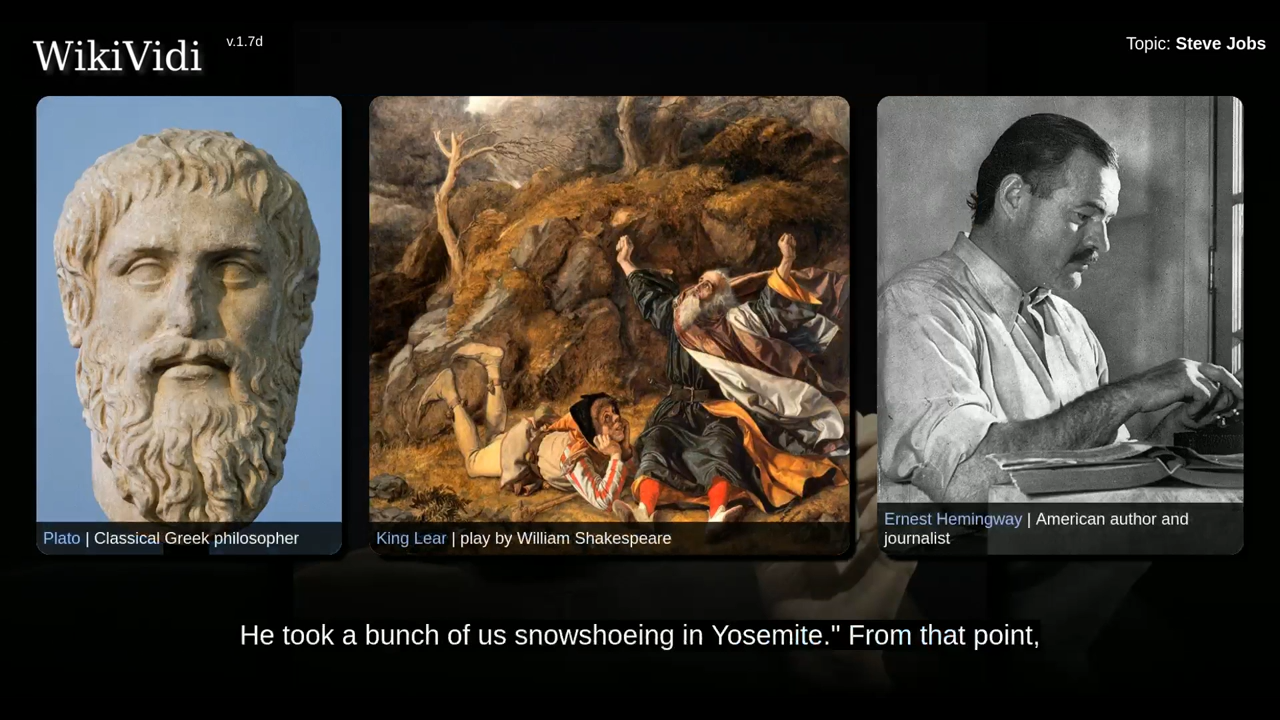 WikiVidi
v.1.7d
Topic: Steve Jobs
Plato | Classical Greek philosopher
King Lear | play by William Shakespeare
Ernest Hemingway | American author and
journalist
He took a bunch of us snowshoeing in Yosemite." From that point,